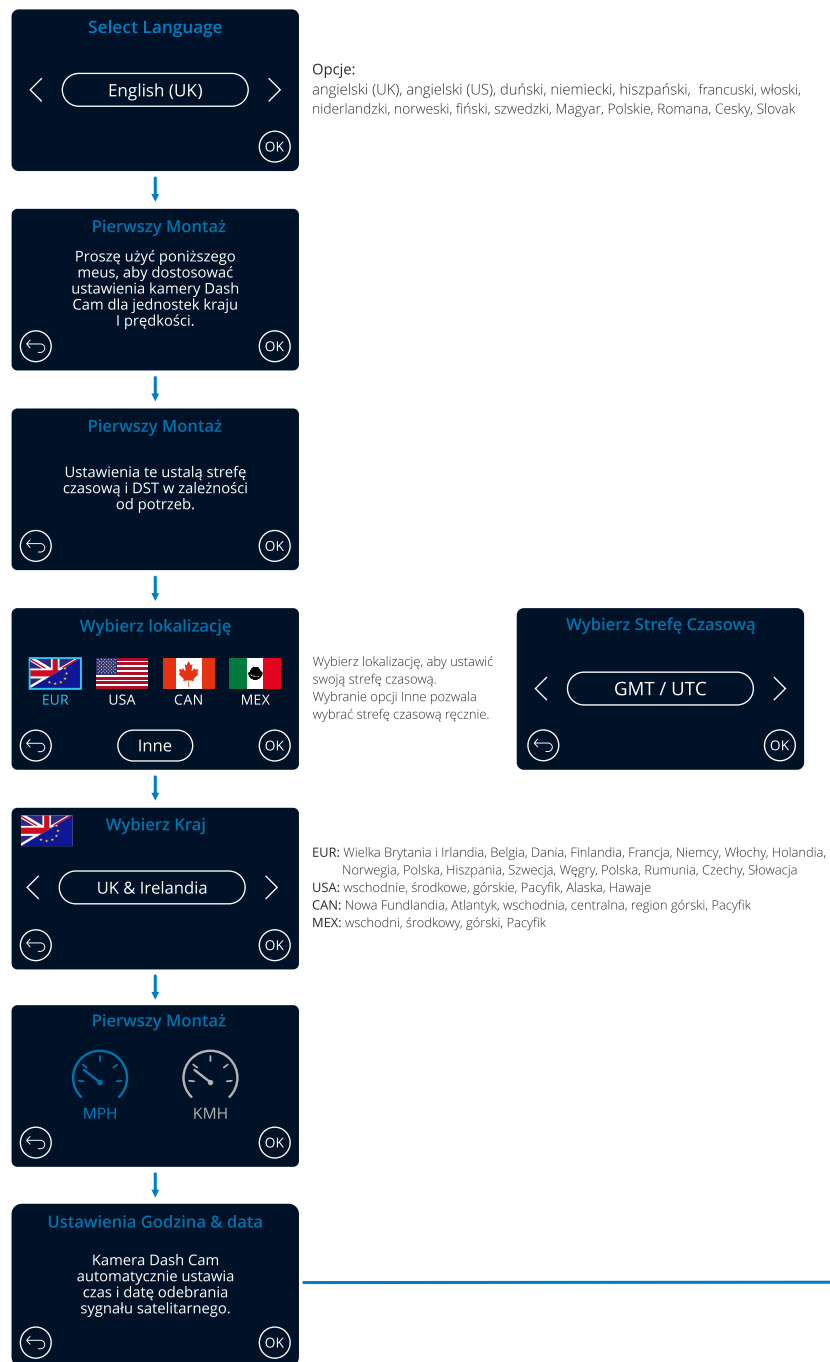 Select Language
English (UK)
OK
Opcje:
angielski (UK), angielski (US), duński, niemiecki, hiszpański, francuski, włoski,
niderlandzki, norweski, fiński, szwedzki, Magyar, Polskie, Romana, Cesky, Slovak
Pierwszy Montaż
Proszę użyć poniższego
meus, aby dostosować
ustawienia kamery Dash
Cam dla jednostek kraju
I prędkości.
OK
Pierwszy Montaż
Ustawienia te ustalą strefę
czasową i DST w zależności
od potrzeb.
OK
Wybierz lokalizację
EUR USA CAN MEX
Inne
OK
Wybierz lokalizację, aby ustawić
swoją strefę czasową.
Wybranie opcji Inne pozwala
wybrać strefę czasową ręcznie.
Wybierz Strefę Czasową
GMT / UTC
OK
Wybierz Kraj
UK & Irelandia
OK
EUR: Wielka Brytania i Irlandia, Belgia, Dania, Finlandia, Francja, Niemcy, Włochy, Holandia,
Norwegia, Polska, Hiszpania, Szwecja, Węgry, Polska, Rumunia, Czechy, Słowacja
USA: wschodnie, środkowe, górskie, Pacyfik, Alaska, Hawaje
CAN: Nowa Fundlandia, Atlantyk, wschodnia, centralna, region górski, Pacyfik
MEX: wschodni, środkowy, górski, Pacyfik
Pierwszy Montaż
MPH KMH
OK
Ustawienia Godzina & data
Kamera Dash Cam
automatycznie ustawia
czas i datę odebrania
sygnału satelitarnego.
OK